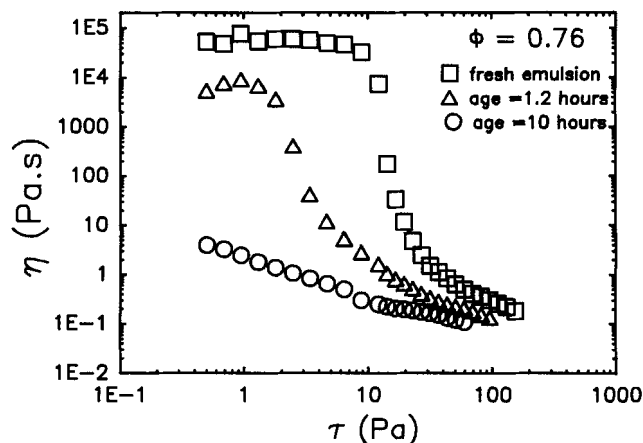 1E5
1E4
1000
100
10
1
1E-1
1E-2
η (Pa.s)
1E-1
1
10
100
1000
τ (Pa)
Φ = 0.76
fresh emulsion
age =1.2 hours
age =10 hours